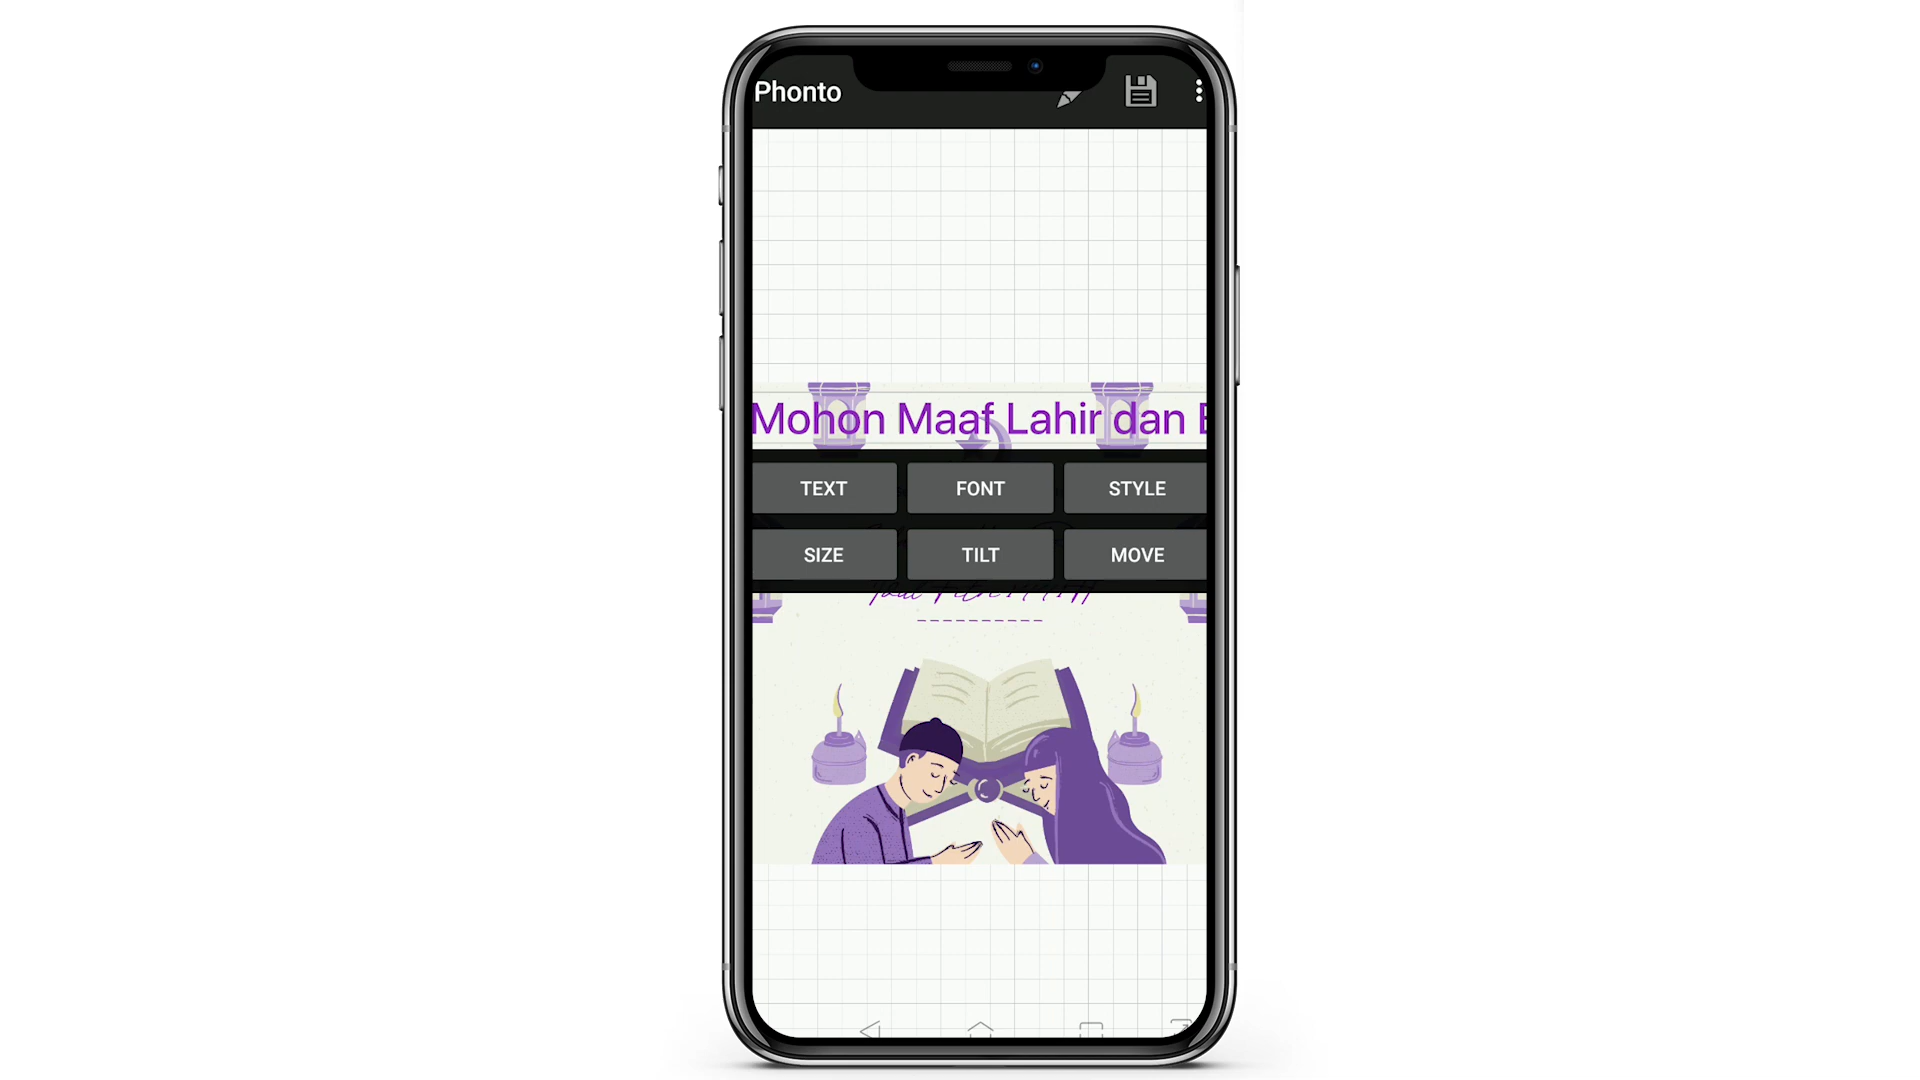 Phonto
Mohon Maaf Lahir dan B
TEXT
FONT
STYLE
SIZE
TILT
MOVE